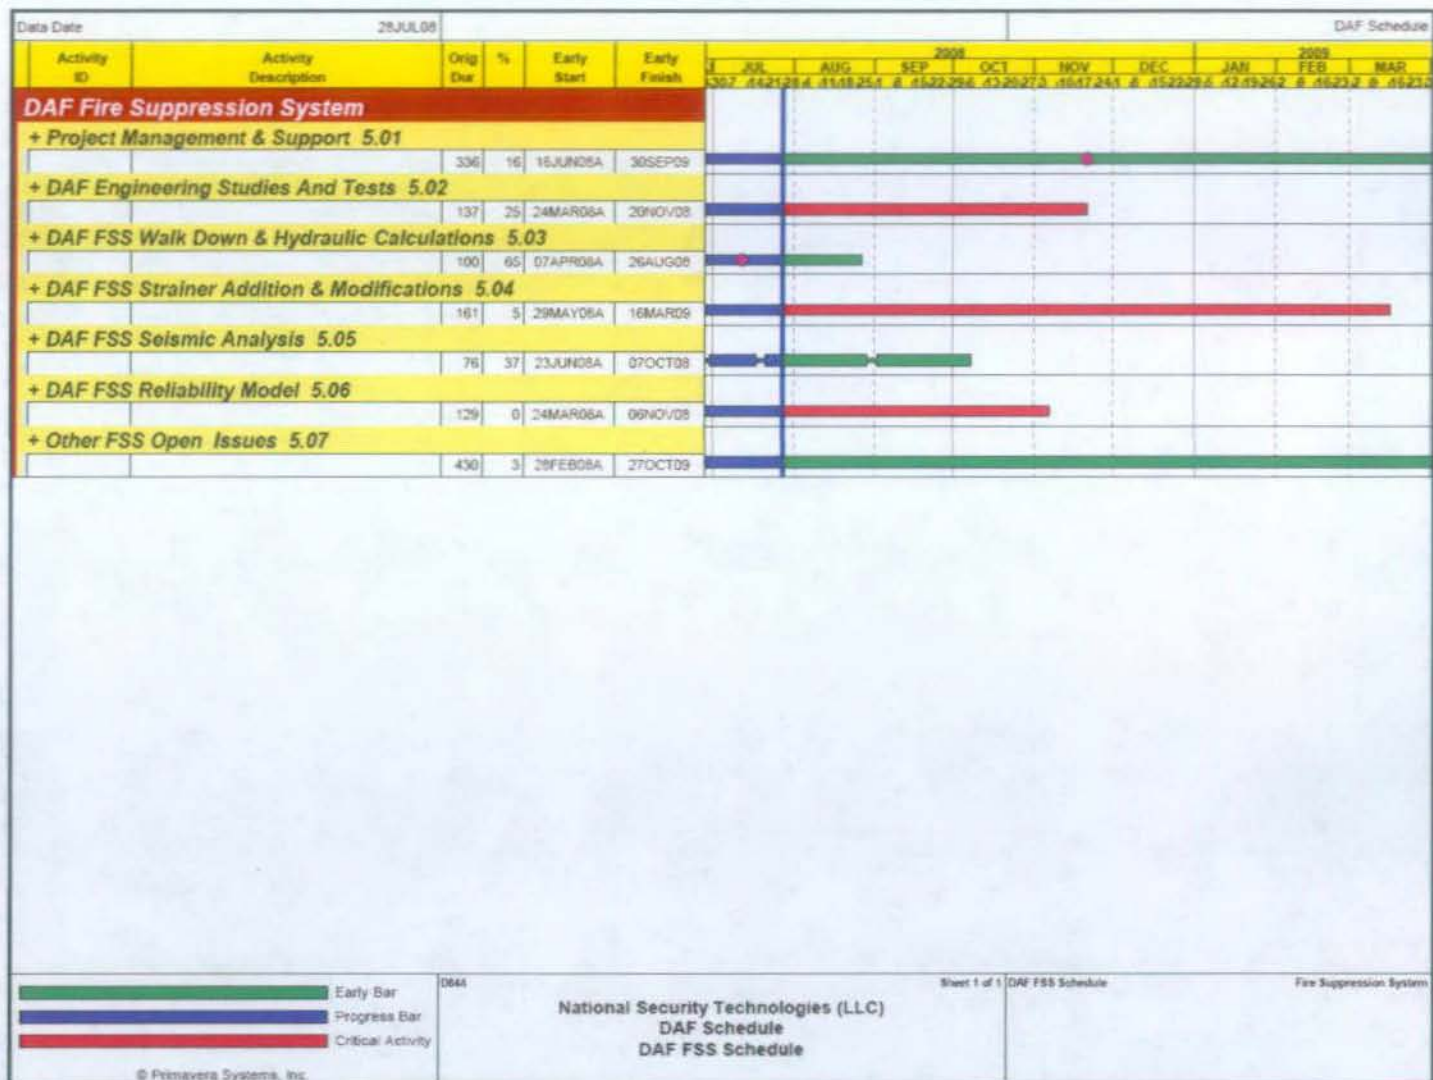 Data Date 28JUL08 DAF Schedule
Activity ID Activity Description Orig Dur % Early Start Early Finish
2008 2009
JUL AUG SEP OCT NOV DEC JAN FEB MAR
DAF Fire Suppression System
+ Project Management & Support 5.01
336 16 16JUN08A 30SEP09
+ DAF Engineering Studies And Tests 5.02
137 25 24MAR08A 20NOV08
+ DAF FSS Walk Down & Hydraulic Calculations 5.03
100 65 07APR08A 26AUG08
+ DAF FSS Strainer Addition & Modifications 5.04
161 5 29MAY08A 16MAR09
+ DAF FSS Seismic Analysis 5.05
76 37 23JUN08A 07OCT08
+ DAF FSS Reliability Model 5.06
129 0 24MAR08A 06NOV08
+ Other FSS Open Issues 5.07
430 3 28FEB08A 27OCT09
Early Bar
Progress Bar
Critical Activity
© Primavera Systems, Inc.
D844
National Security Technologies (LLC)
DAF Schedule
DAF FSS Schedule
Sheet 1 of 1
DAF FSS Schedule
Fire Suppression System